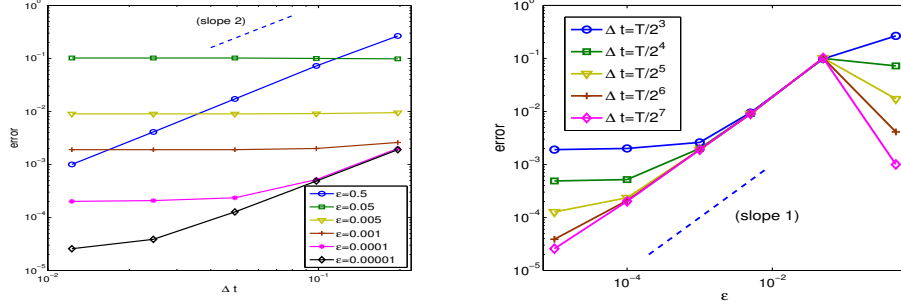 10^0
10^-1
10^-2
10^-3
10^-4
10^-5
error
(slope 2)
ε=0.5
ε=0.05
ε=0.005
ε=0.001
ε=0.0001
ε=0.00001
10^-2
10^-1
Δ t
10^0
10^-1
10^-2
10^-3
10^-4
10^-5
error
Δ t=T/2^3
Δ t=T/2^4
Δ t=T/2^5
Δ t=T/2^6
Δ t=T/2^7
(slope 1)
10^-4
10^-2
ε